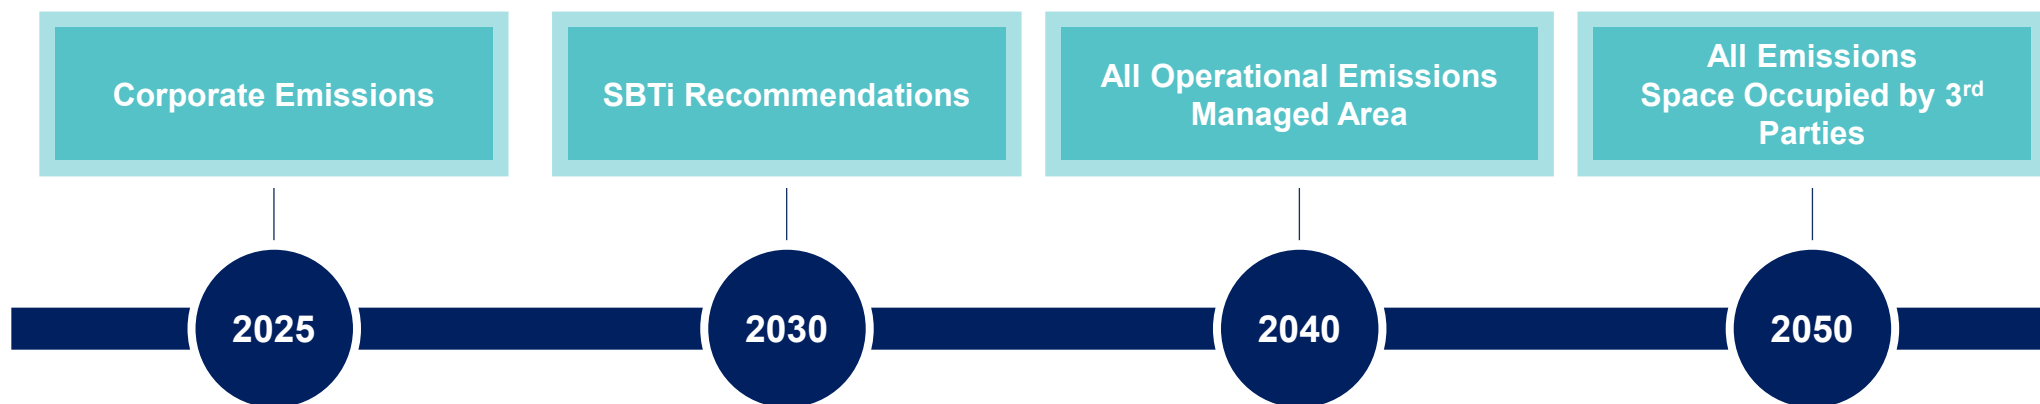 Corporate Emissions
SBTi Recommendations
All Operational Emissions
Managed Area
All Emissions
Space Occupied by 3rd
Parties
2025
2030
2040
2050